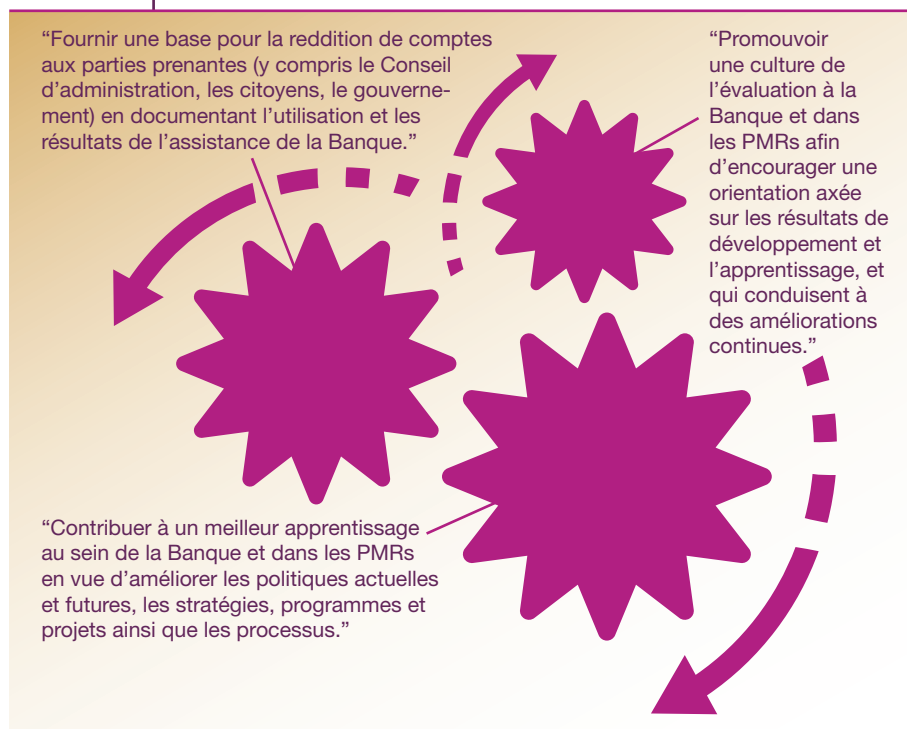 “Fournir une base pour la reddition de comptes
aux parties prenantes (y compris le Conseil
d’administration, les citoyens, le gouverne-
ment) en documentant l’utilisation et les
résultats de l’assistance de la Banque.”
“Promouvoir
une culture de
l’évaluation à la
Banque et dans
les PMRs afin
d’encourager une
orientation axée
sur les résultats de
développement et
l’apprentissage, et
qui conduisent à
des améliorations
continues.”
“Contribuer à un meilleur apprentissage
au sein de la Banque et dans les PMRs
en vue d’améliorer les politiques actuelles
et futures, les stratégies, programmes et
projets ainsi que les processus.”